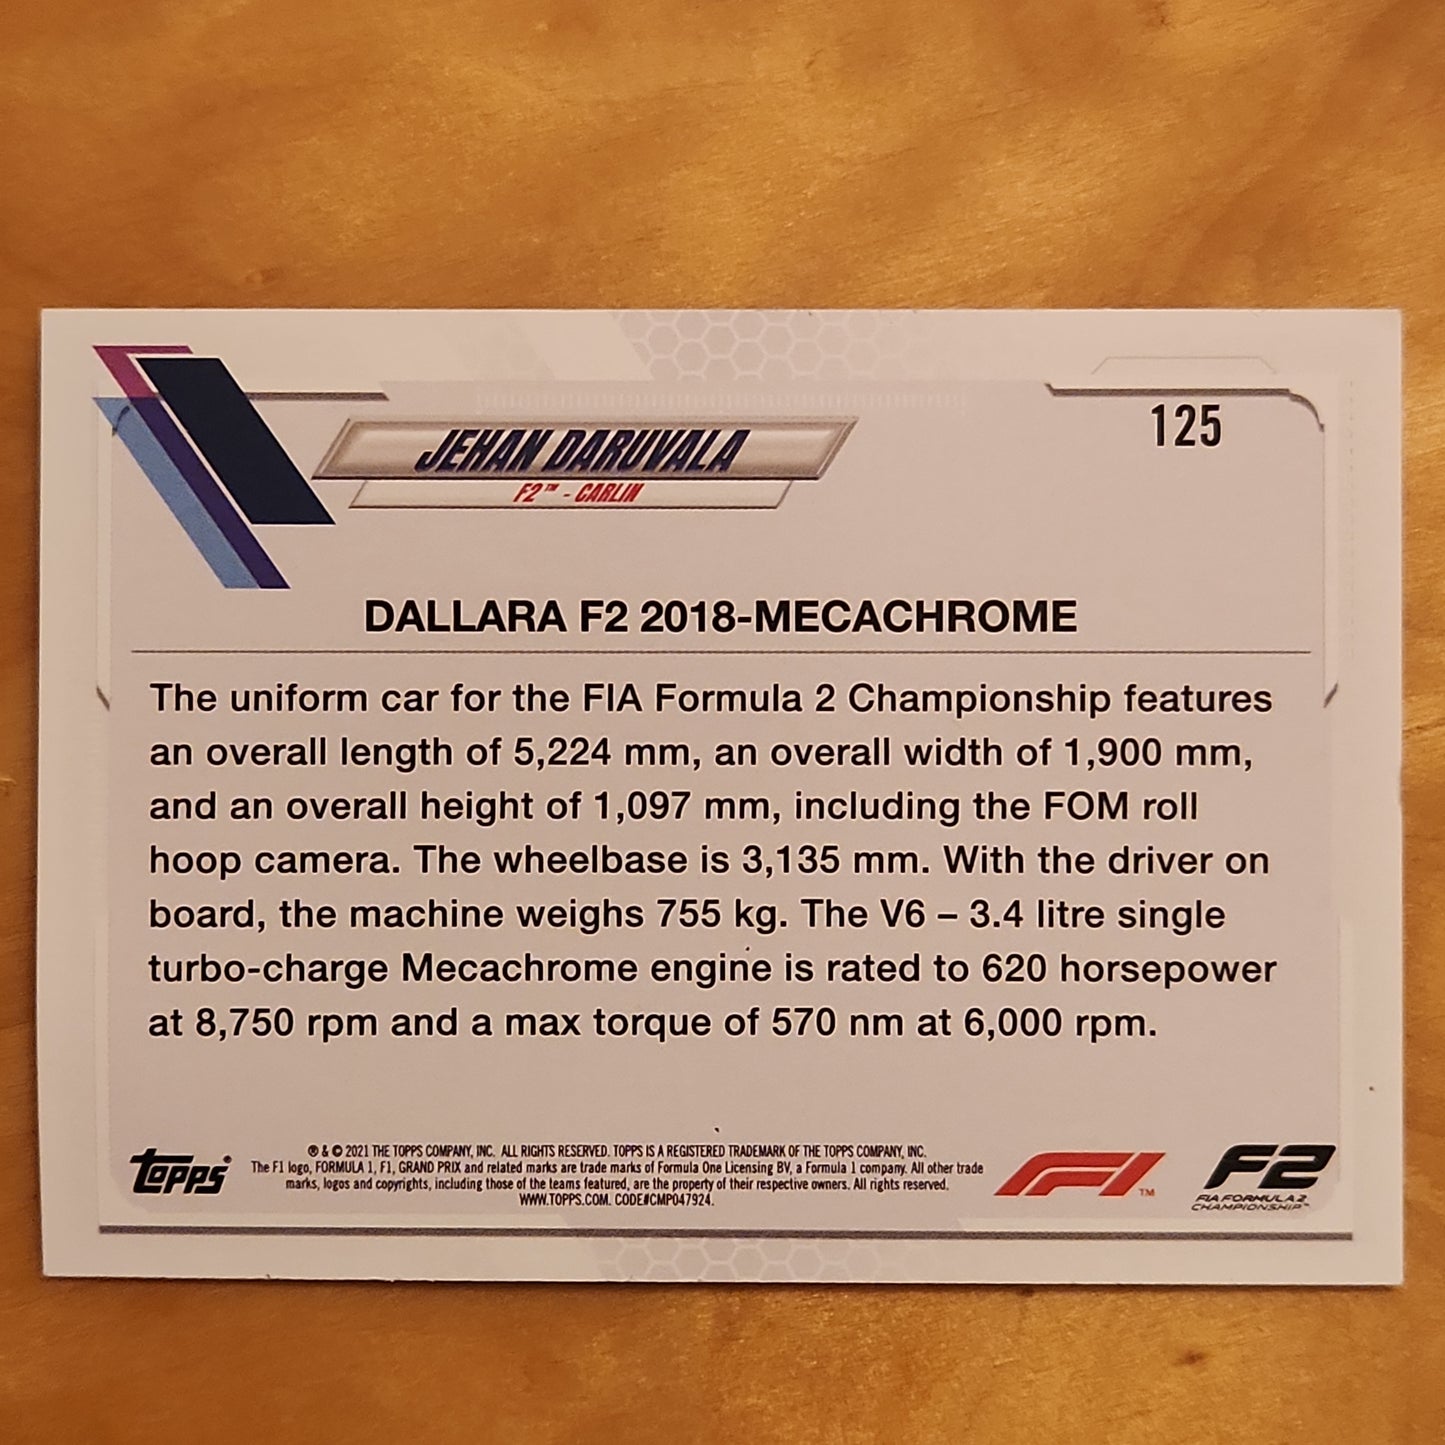 JEHAN DARUVALA
125
F2™ - CARLIN
DALLARA F2 2018-MECACHROME
The uniform car for the FIA Formula 2 Championship features
an overall length of 5,224 mm, an overall width of 1,900 mm,
and an overall height of 1,097 mm, including the FOM roll
hoop camera. The wheelbase is 3,135 mm. With the driver on
board, the machine weighs 755 kg. The V6 – 3.4 litre single
turbo-charge Mecachrome engine is rated to 620 horsepower
at 8,750 rpm and a max torque of 570 nm at 6,000 rpm.
Topps®
® & © 2021 THE TOPPS COMPANY, INC. ALL RIGHTS RESERVED. TOPPS IS A REGISTERED TRADEMARK OF THE TOPPS COMPANY, INC.
The F1 logo, FORMULA 1, F1, GRAND PRIX and related marks are trade marks of Formula One Licensing BV, a Formula 1 company. All other trade
marks, logos and copyrights, including those of the teams featured, are the property of their respective owners. All rights reserved.
WWW.TOPPS.COM. CODE#CMP047924.
F1™
F2
FIA FORMULA 2
CHAMPIONSHIP™